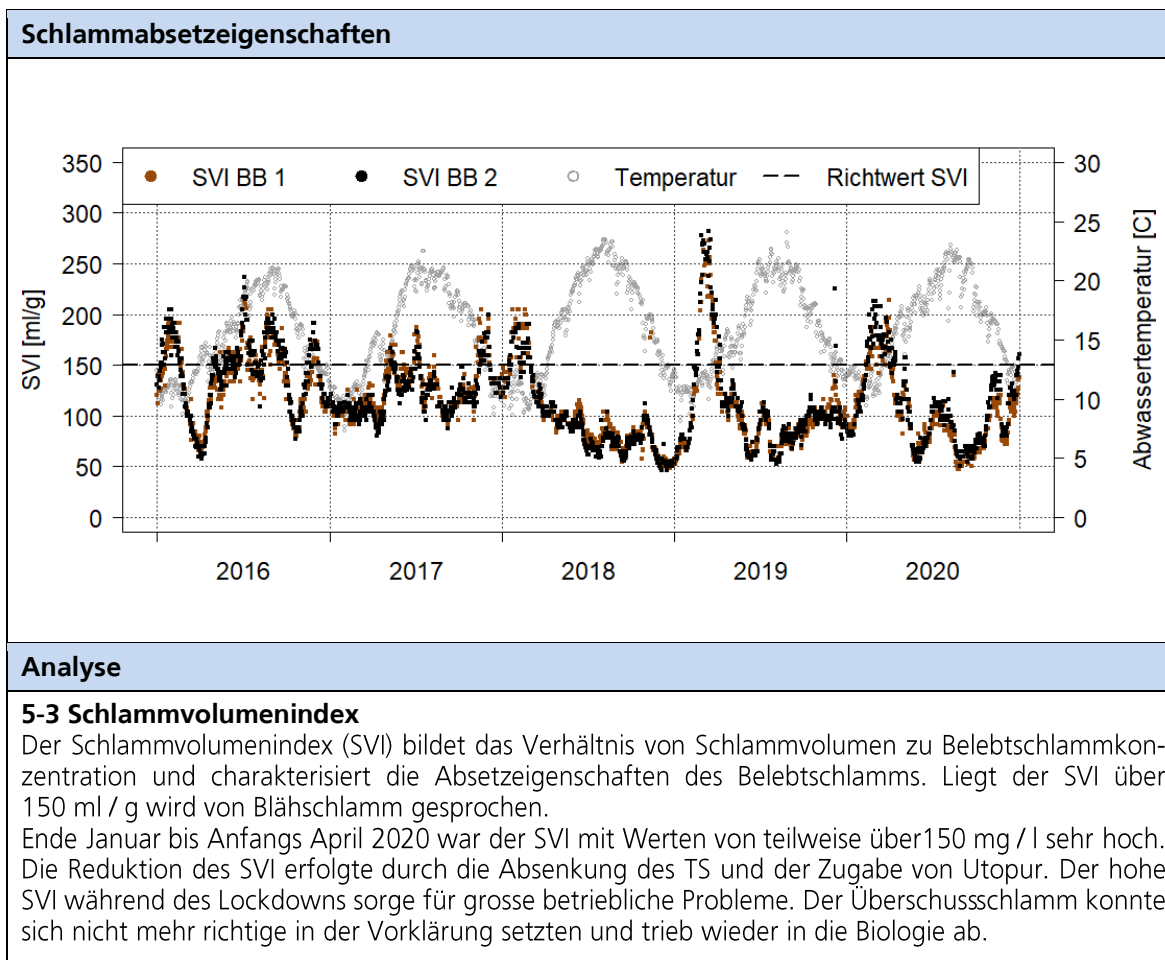 Schlammabsetzeigenschaften
350
300
250
200
150
100
50
0
SVI [ml/g]
SVI BB 1
SVI BB 2
Temperatur
Richtwert SVI
30
25
20
15
10
5
0
Abwassertemperatur [C]
2016
2017
2018
2019
2020
Analyse
5-3 Schlammvolumenindex
Der Schlammvolumenindex (SVI) bildet das Verhältnis von Schlammvolumen zu Belebtschlammkon-
zentration und charakterisiert die Absetzeigenschaften des Belebtschlamms. Liegt der SVI über
150 ml / g wird von Blähschlamm gesprochen.
Ende Januar bis Anfangs April 2020 war der SVI mit Werten von teilweise über150 mg / l sehr hoch.
Die Reduktion des SVI erfolgte durch die Absenkung des TS und der Zugabe von Utopur. Der hohe
SVI während des Lockdowns sorge für grosse betriebliche Probleme. Der Überschussschlamm konnte
sich nicht mehr richtige in der Vorklärung setzten und trieb wieder in die Biologie ab.